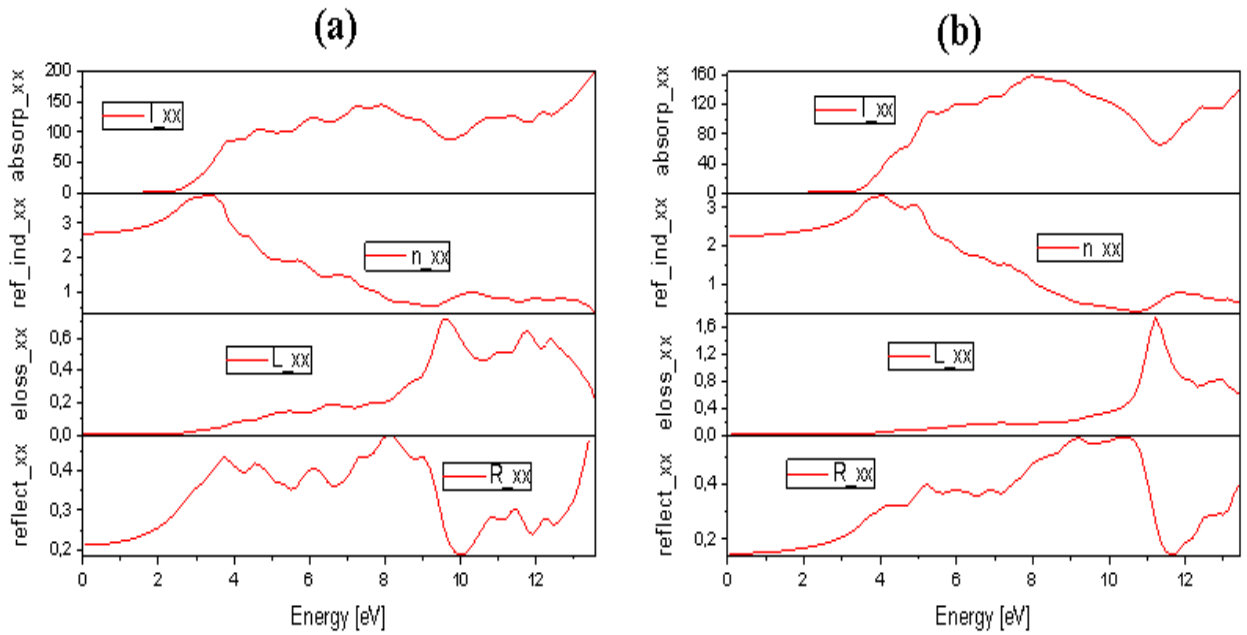 (a)
absorp_xx
200
150
100
50
0
I_xx
ref_ind_xx
3
2
1
n_xx
eloss_xx
0,6
0,4
0,2
0,0
L_xx
reflect_xx
0,4
0,3
0,2
R_xx
0 2 4 6 8 10 12
Energy [eV]
(b)
absorp_xx
160
120
80
40
0
I_xx
ref_ind_xx
3
2
1
n_xx
eloss_xx
1,6
1,2
0,8
0,4
0,0
L_xx
reflect_xx
0,4
0,2
R_xx
0 2 4 6 8 10 12
Energy [eV]